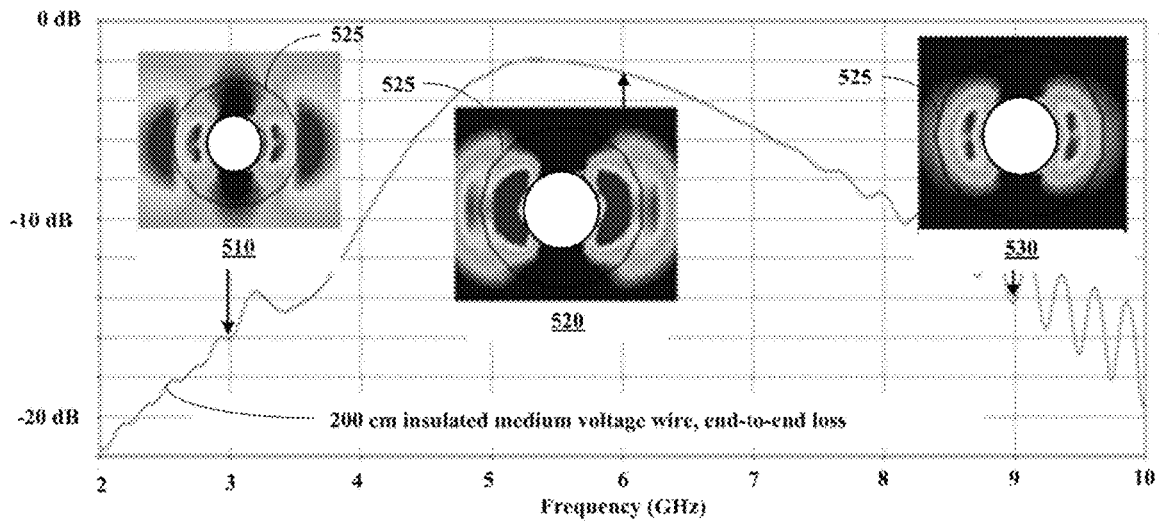 0 dB
525
525
525
-10 dB
510
520
530
-20 dB
200 cm insulated medium voltage wire, end-to-end loss
2 3 4 5 6 7 8 9 10
Frequency (GHz)